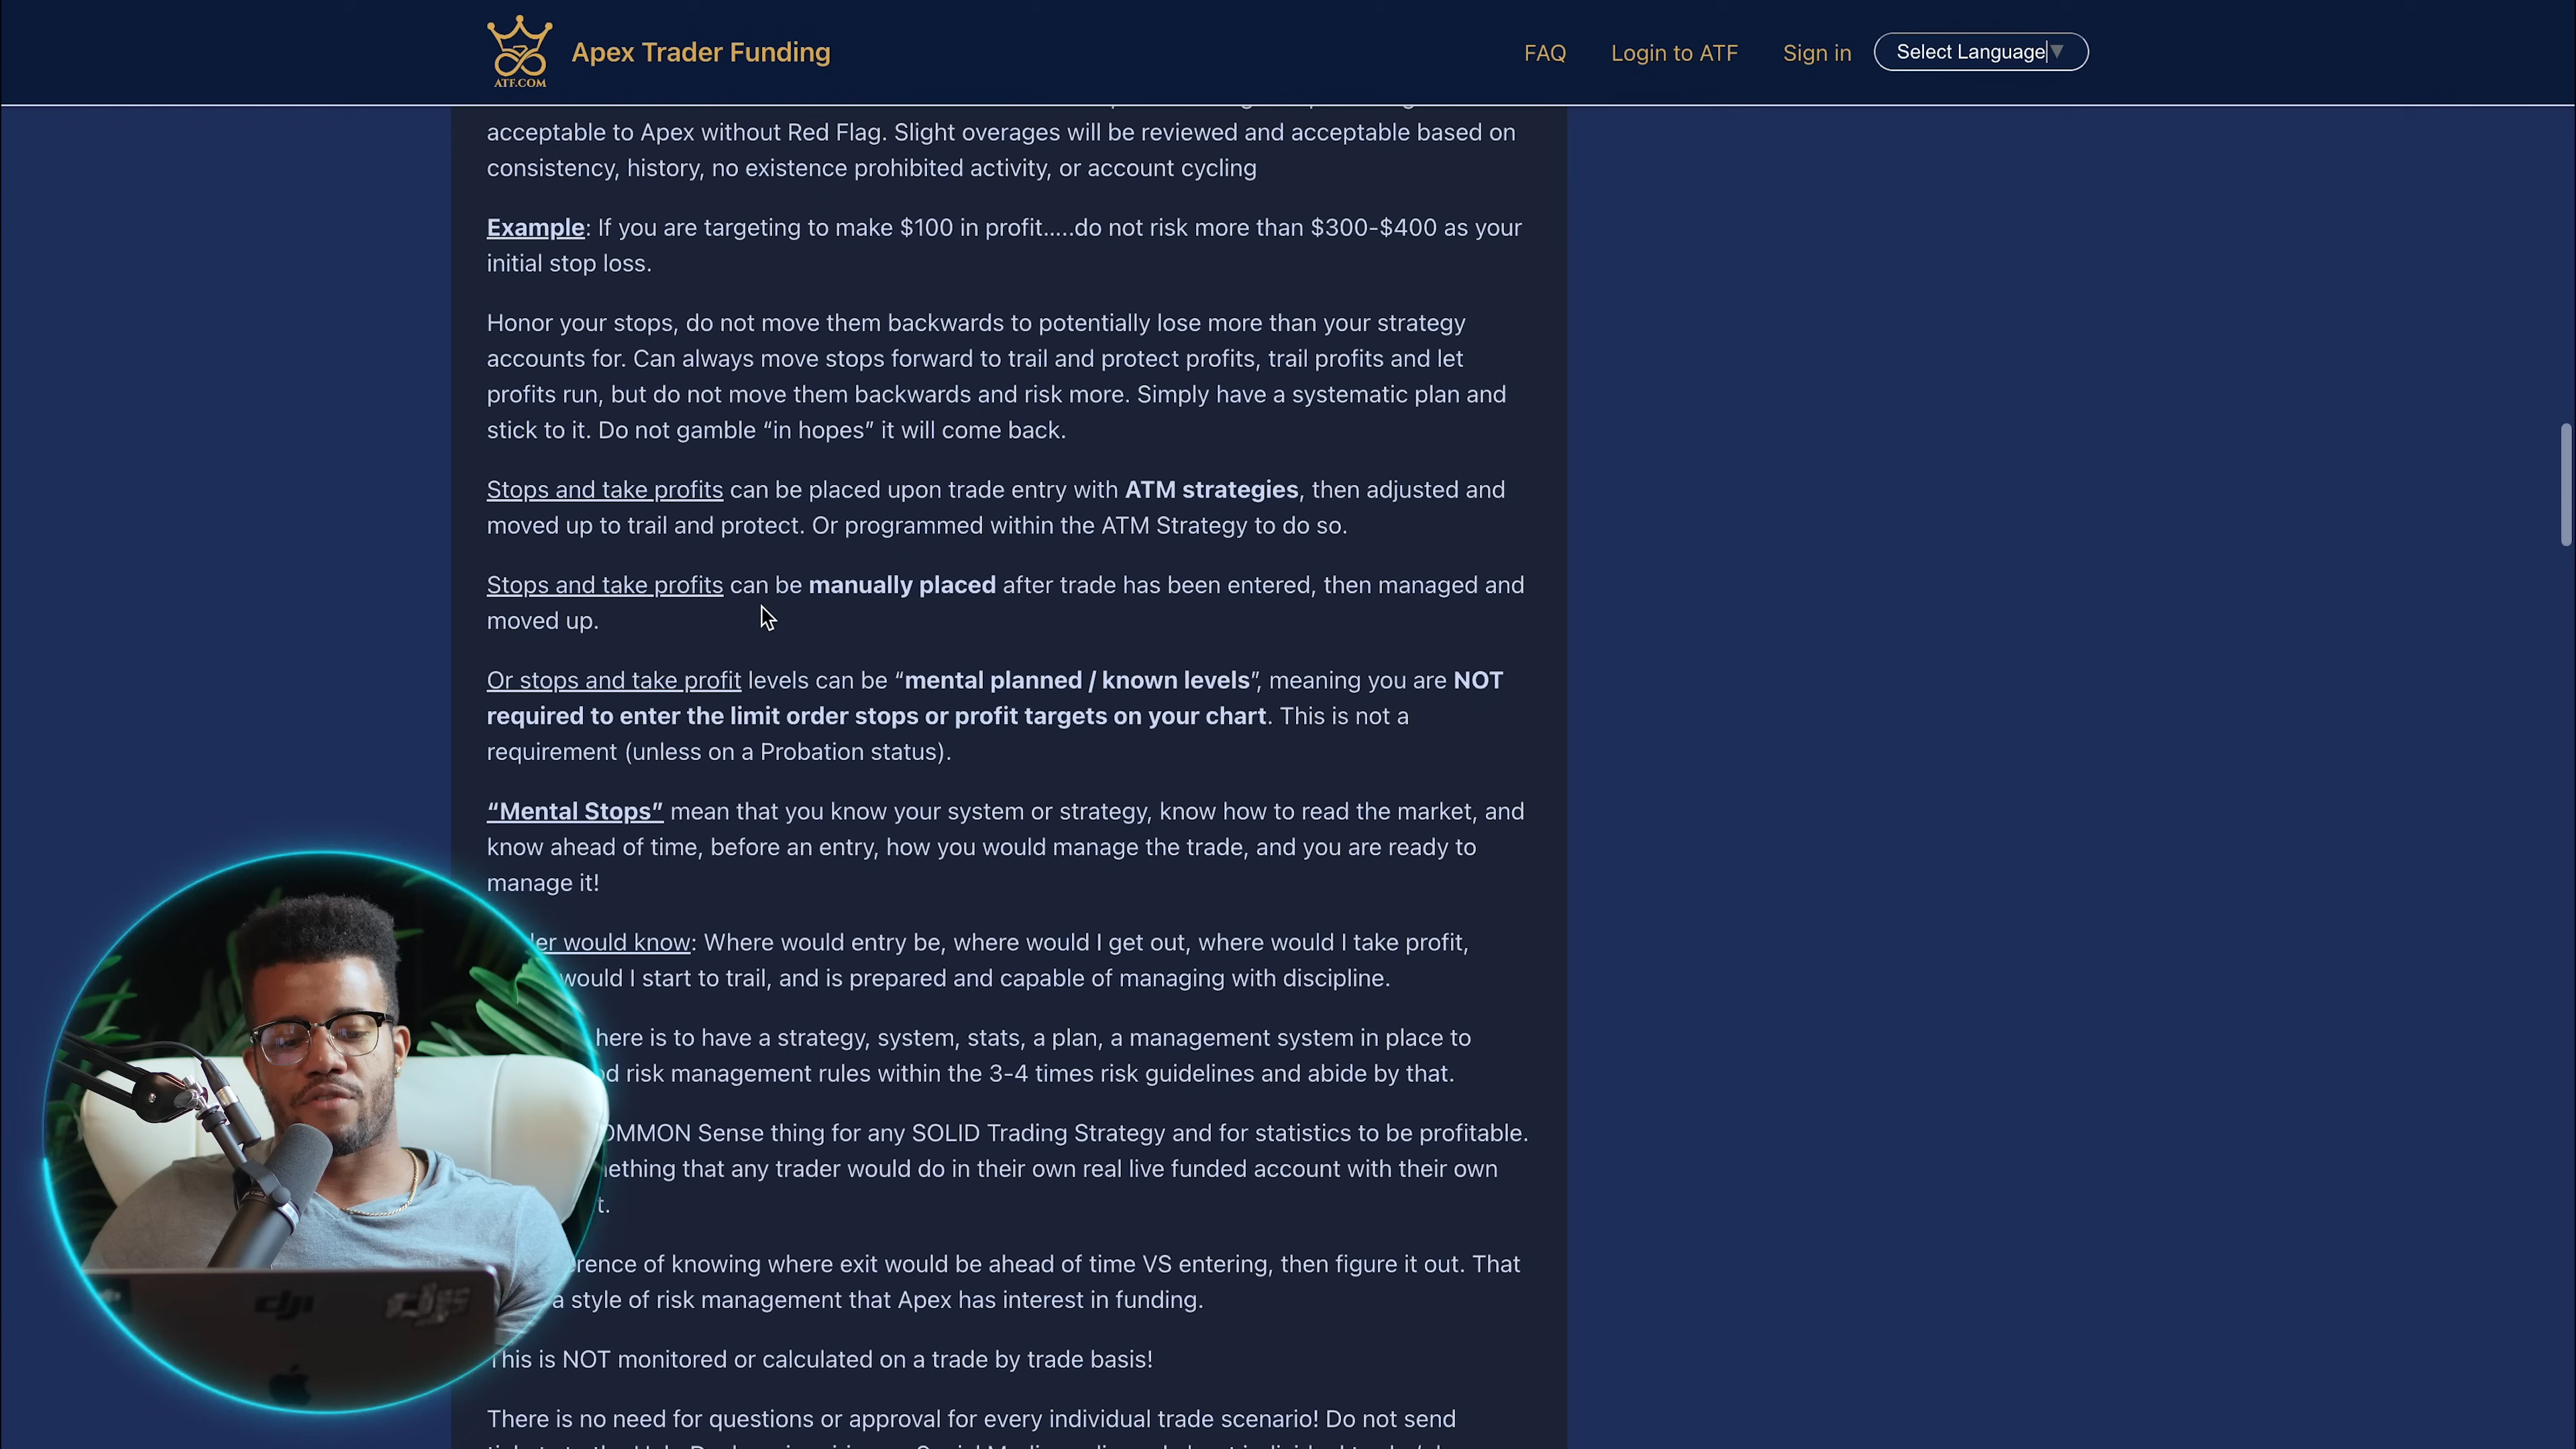 ATF.COM
Apex Trader Funding
FAQ
Login to ATF
Sign in
Select Language▼
acceptable to Apex without Red Flag. Slight overages will be reviewed and acceptable based on
consistency, history, no existence prohibited activity, or account cycling
Example: If you are targeting to make $100 in profit.....do not risk more than $300-$400 as your
initial stop loss.
Honor your stops, do not move them backwards to potentially lose more than your strategy
accounts for. Can always move stops forward to trail and protect profits, trail profits and let
profits run, but do not move them backwards and risk more. Simply have a systematic plan and
stick to it. Do not gamble “in hopes” it will come back.
Stops and take profits can be placed upon trade entry with ATM strategies, then adjusted and
moved up to trail and protect. Or programmed within the ATM Strategy to do so.
Stops and take profits can be manually placed after trade has been entered, then managed and
moved up.
Or stops and take profit levels can be “mental planned / known levels”, meaning you are NOT
required to enter the limit order stops or profit targets on your chart. This is not a
requirement (unless on a Probation status).
“Mental Stops” mean that you know your system or strategy, know how to read the market, and
know ahead of time, before an entry, how you would manage the trade, and you are ready to
manage it!
would know: Where would entry be, where would I get out, where would I take profit,
would I start to trail, and is prepared and capable of managing with discipline.
here is to have a strategy, system, stats, a plan, a management system in place to
risk management rules within the 3-4 times risk guidelines and abide by that.
Sense thing for any SOLID Trading Strategy and for statistics to be profitable.
that any trader would do in their own real live funded account with their own
of knowing where exit would be ahead of time VS entering, then figure it out. That
a style of risk management that Apex has interest in funding.
This is NOT monitored or calculated on a trade by trade basis!
There is no need for questions or approval for every individual trade scenario! Do not send
dji